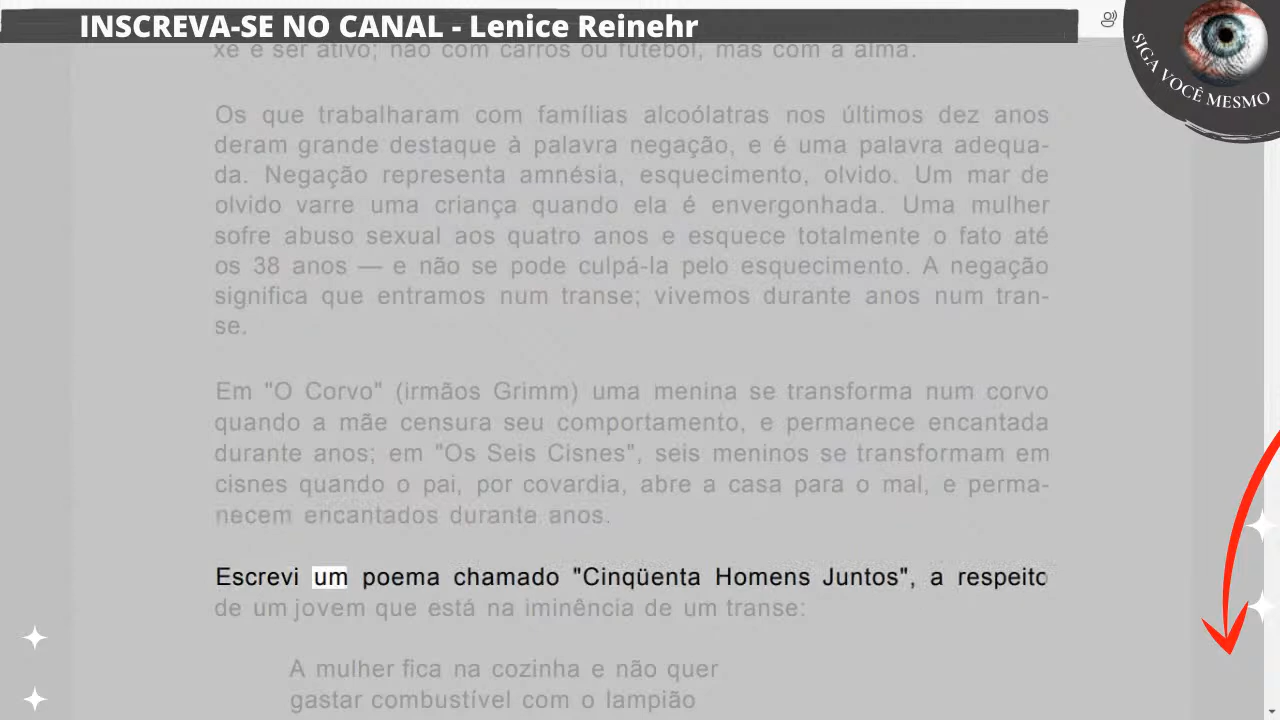 INSCREVA-SE NO CANAL - Lenice Reinehr
SIGA VOCÊ MESMO
xe e ser ativo; não com carros ou futebol, mas com a alma.
Os que trabalharam com famílias alcoólatras nos últimos dez anos
deram grande destaque à palavra negação, e é uma palavra adequa-
da. Negação representa amnésia, esquecimento, olvido. Um mar de
olvido varre uma criança quando ela é envergonhada. Uma mulher
sofre abuso sexual aos quatro anos e esquece totalmente o fato até
os 38 anos — e não se pode culpá-la pelo esquecimento. A negação
significa que entramos num transe; vivemos durante anos num tran-
se.
Em "O Corvo" (irmãos Grimm) uma menina se transforma num corvo
quando a mãe censura seu comportamento, e permanece encantada
durante anos; em "Os Seis Cisnes", seis meninos se transformam em
cisnes quando o pai, por covardia, abre a casa para o mal, e perma-
necem encantados durante anos.
Escrevi um poema chamado "Cinqüenta Homens Juntos", a respeito
de um jovem que está na iminência de um transe:
A mulher fica na cozinha e não quer
gastar combustível com o lampião